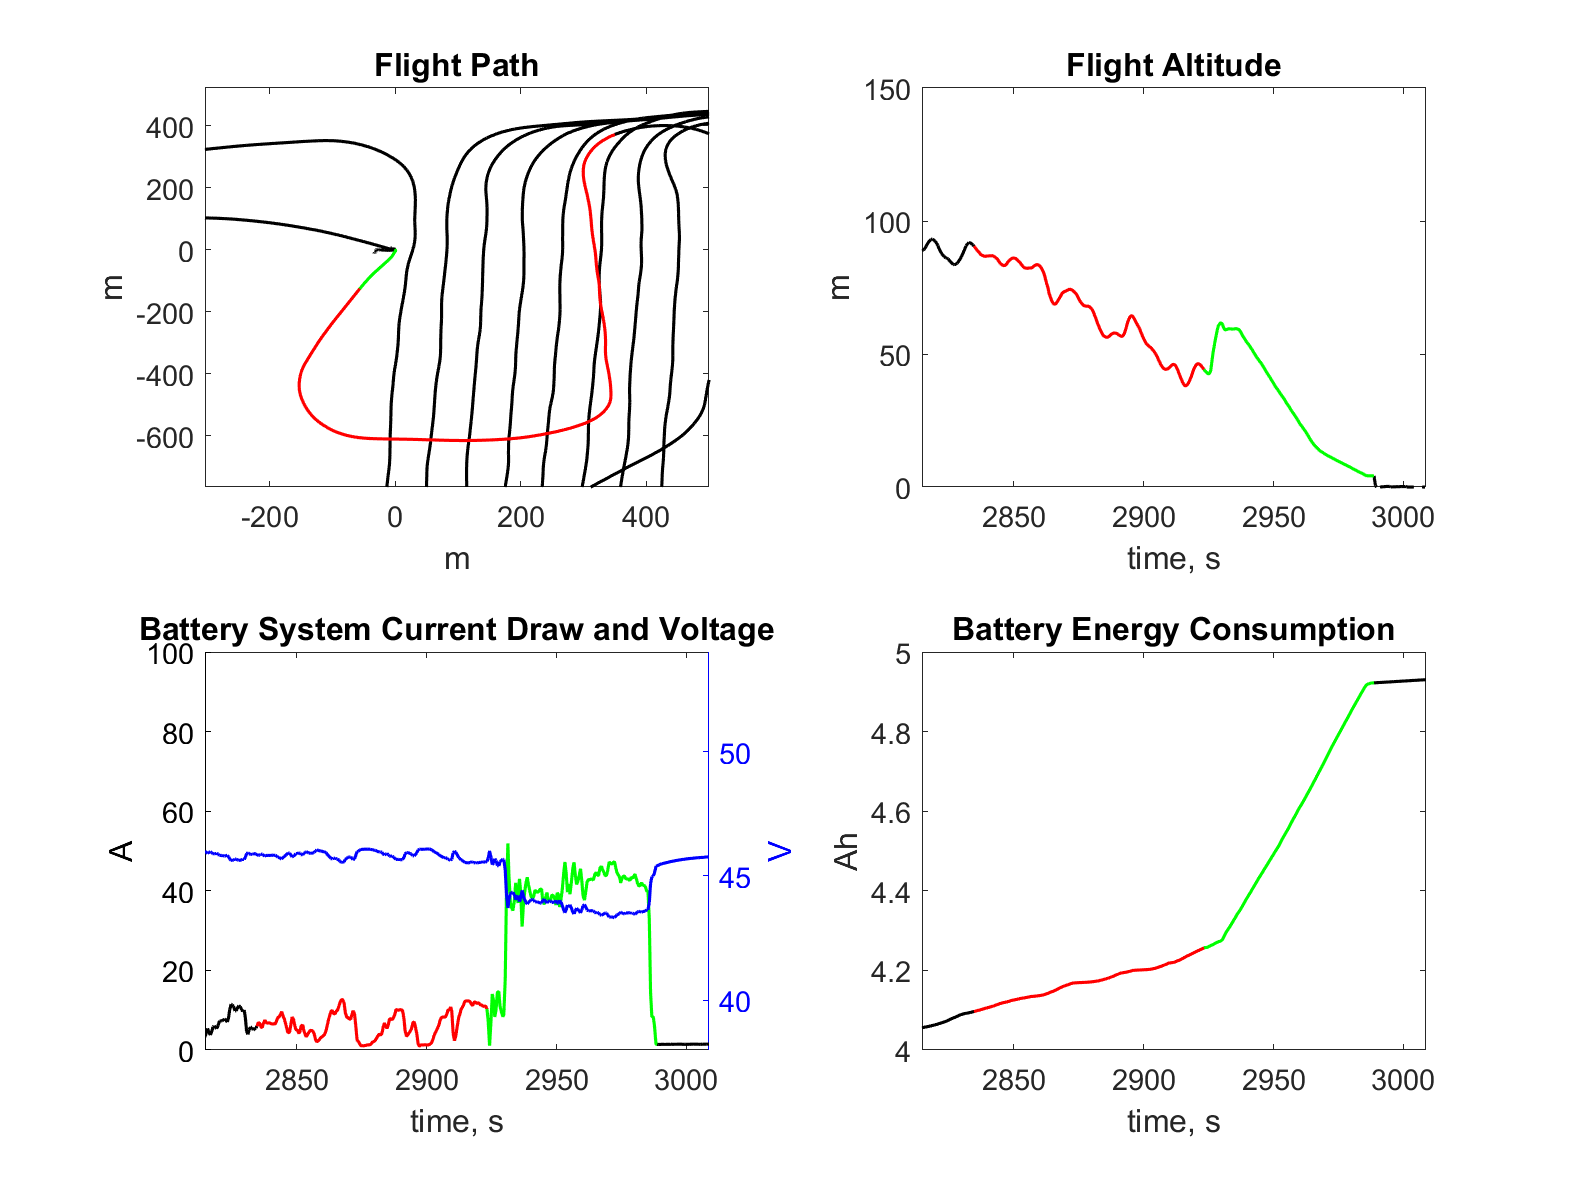 Flight Path
400
200
0
-200
-400
-600
m
-200 0 200 400
m
Flight Altitude
150
100
50
0
m
2850 2900 2950 3000
time, s
Battery System Current Draw and Voltage
100
80
60
40
20
0
A
50
45
40
V
2850 2900 2950 3000
time, s
Battery Energy Consumption
5
4.8
4.6
4.4
4.2
4
Ah
2850 2900 2950 3000
time, s